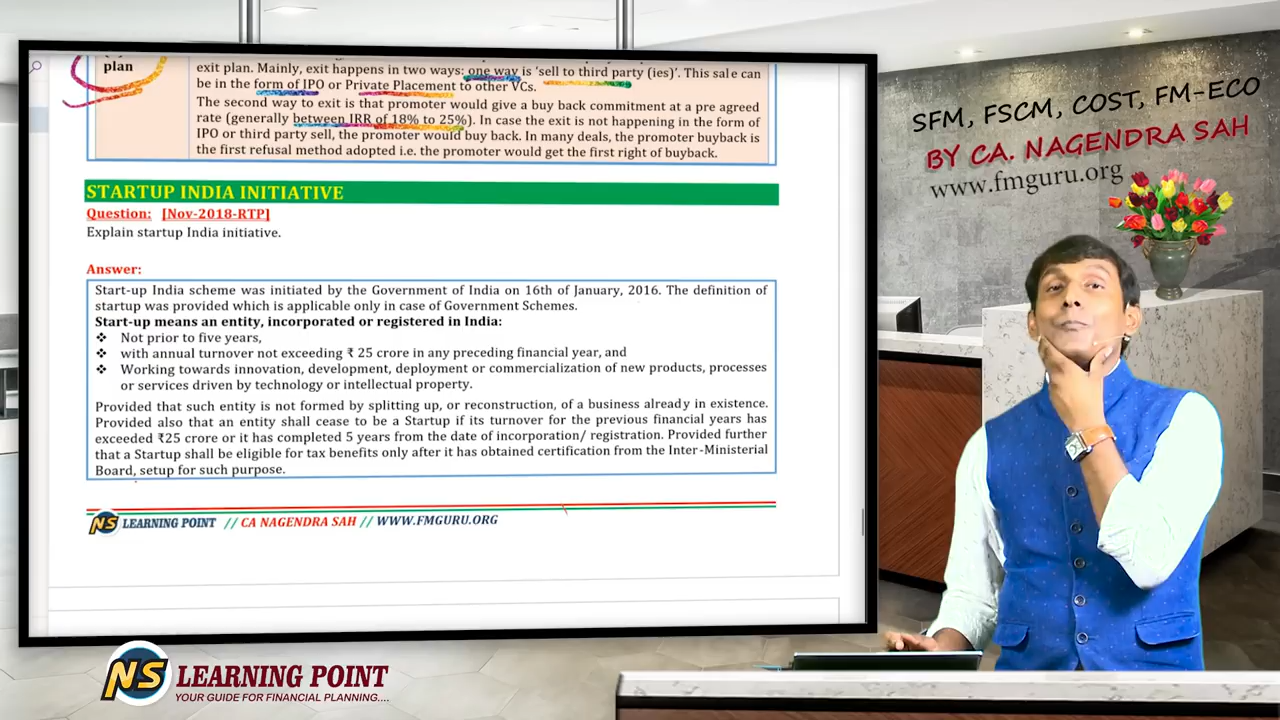 plan
exit plan. Mainly, exit happens in two ways: one way is 'sell to third party (ies)'. This sale can
be in the form of IPO or Private Placement to other VCs.
The second way to exit is that promoter would give a buy back commitment at a pre agreed
rate (generally between IRR of 18% to 25%). In case the exit is not happening in the form of
IPO or third party sell, the promoter would buy back. In many deals, the promoter buyback is
the first refusal method adopted i.e. the promoter would get the first right of buyback.
STARTUP INDIA INITIATIVE
Question: [Nov-2018-RTP]
Explain startup India initiative.
Answer:
Start-up India scheme was initiated by the Government of India on 16th of January, 2016. The definition of
startup was provided which is applicable only in case of Government Schemes.
Start-up means an entity, incorporated or registered in India:
❖ Not prior to five years,
❖ with annual turnover not exceeding ₹ 25 crore in any preceding financial year, and
❖ Working towards innovation, development, deployment or commercialization of new products, processes
or services driven by technology or intellectual property.
Provided that such entity is not formed by splitting up, or reconstruction, of a business already in existence.
Provided also that an entity shall cease to be a Startup if its turnover for the previous financial years has
exceeded ₹25 crore or it has completed 5 years from the date of incorporation/ registration. Provided further
that a Startup shall be eligible for tax benefits only after it has obtained certification from the Inter-Ministerial
Board, setup for such purpose.
NS LEARNING POINT // CA NAGENDRA SAH // WWW.FMGURU.ORG
SFM, FSCM, COST, FM-ECO
BY CA. NAGENDRA SAH
www.fmguru.org
NS LEARNING POINT
YOUR GUIDE FOR FINANCIAL PLANNING....